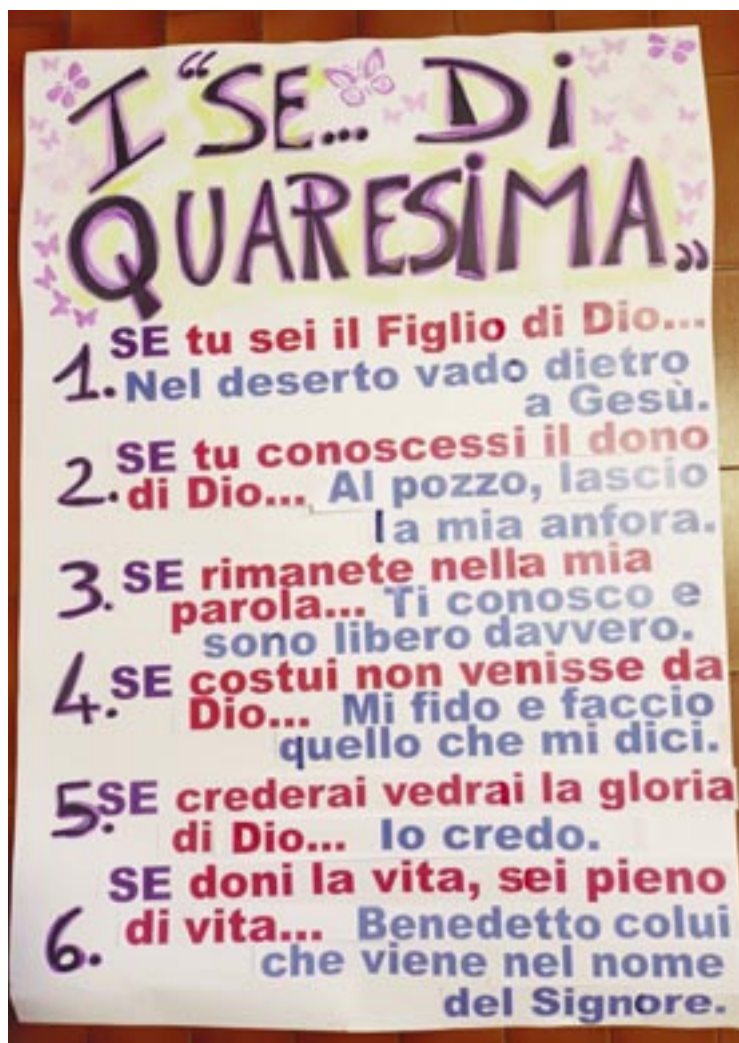 I “SE... Di
QUARESiMA”
1. SE tu sei il Figlio di Dio...
Nel deserto vado dietro
a Gesù.
2. SE tu conoscessi il dono
di Dio... Al pozzo, lascio
la mia anfora.
3. SE rimanete nella mia
parola... Ti conosco e
sono libero davvero.
4. SE costui non venisse da
Dio... Mi fido e faccio
quello che mi dici.
5. SE crederai vedrai la gloria
di Dio... Io credo.
SE doni la vita, sei pieno
6. di vita... Benedetto colui
che viene nel nome
del Signore.